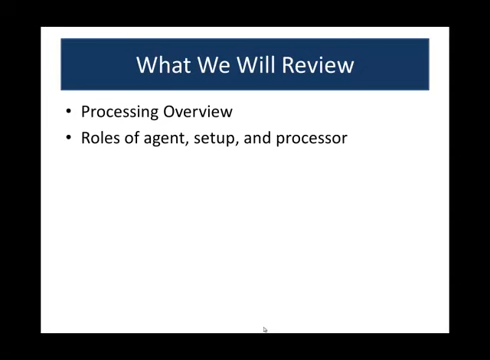 What We Will Review
• Processing Overview
• Roles of agent, setup, and processor